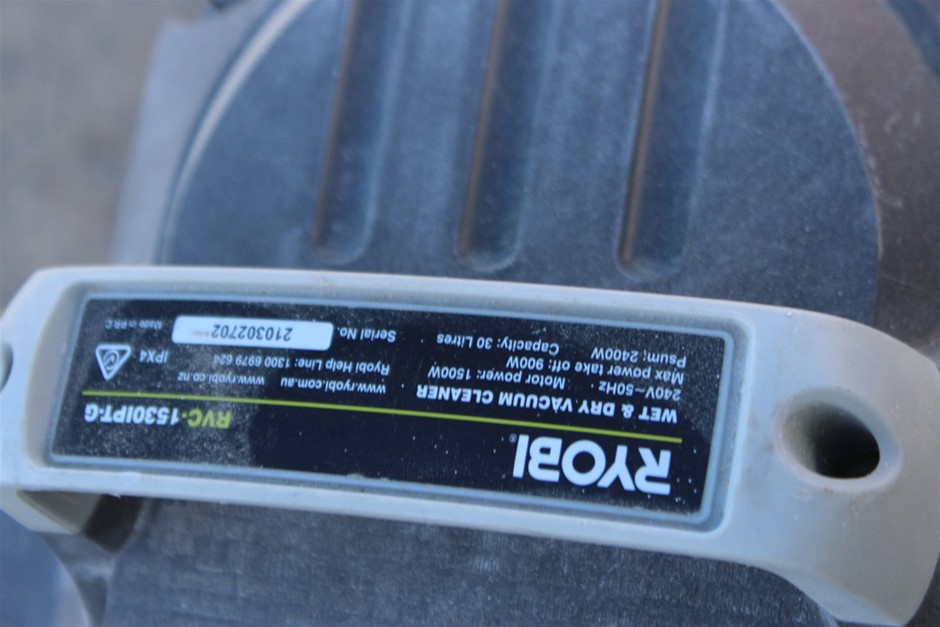 RYOBI®
RVC-1530IPT-G
WET & DRY VACUUM CLEANER
240V~50Hz Motor power: 1500W
Max power take off: 900W
Psum: 2400W Capacity: 30 Litres
www.ryobi.com.au www.ryobi.co.nz
Ryobi Help Line: 1300 6979 624
IPX4
Serial No. 210302702
Made in P.R.C